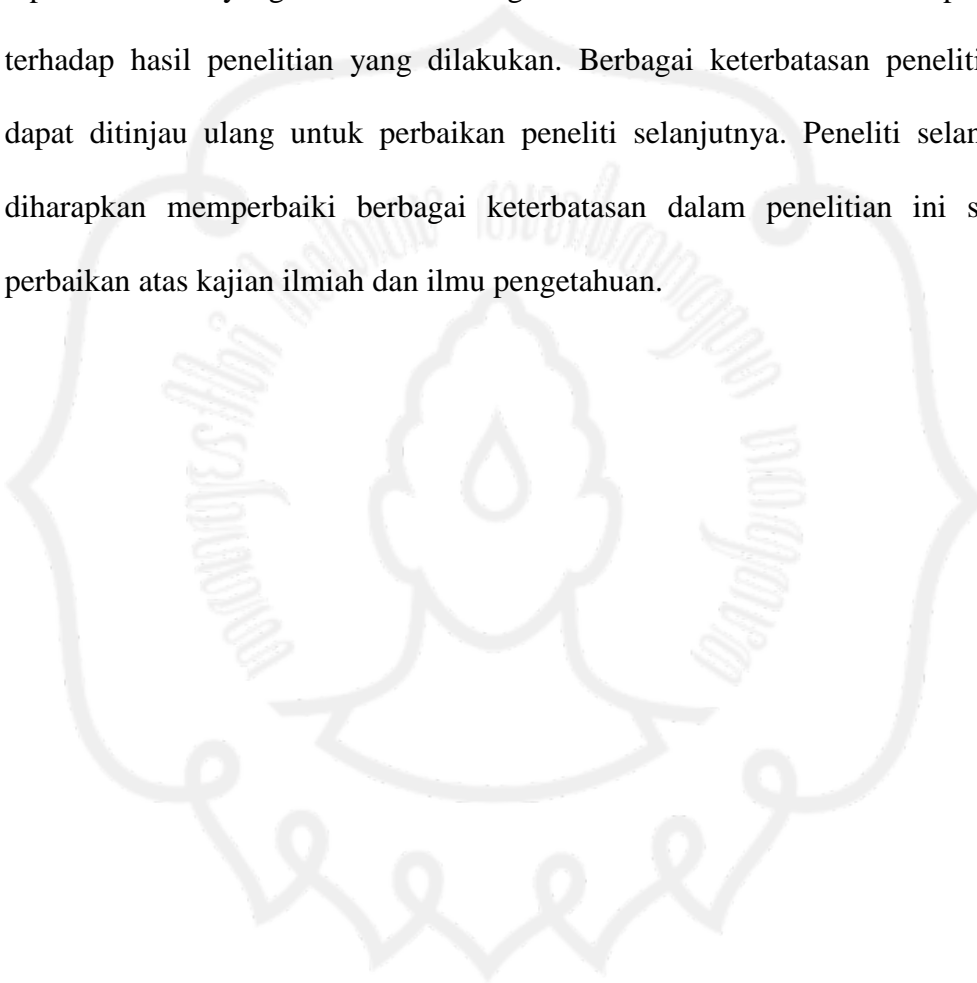 terhadap hasil penelitian yang dilakukan. Berbagai keterbatasan peneliti
dapat ditinjau ulang untuk perbaikan peneliti selanjutnya. Peneliti selan
diharapkan memperbaiki berbagai keterbatasan dalam penelitian ini s
perbaikan atas kajian ilmiah dan ilmu pengetahuan.